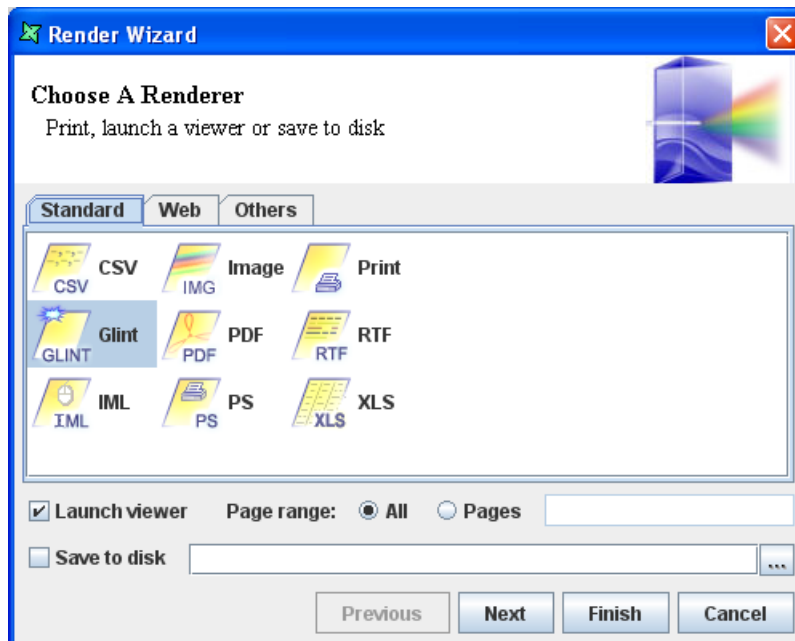 Render Wizard
Choose A Renderer
Print, launch a viewer or save to disk
Standard Web Others
CSV CSV IMG Image Print
GLINT Glint PDF PDF RTF RTF
IML IML PS PS XLS XLS
Launch viewer Page range: All Pages
Save to disk ...
Previous Next Finish Cancel